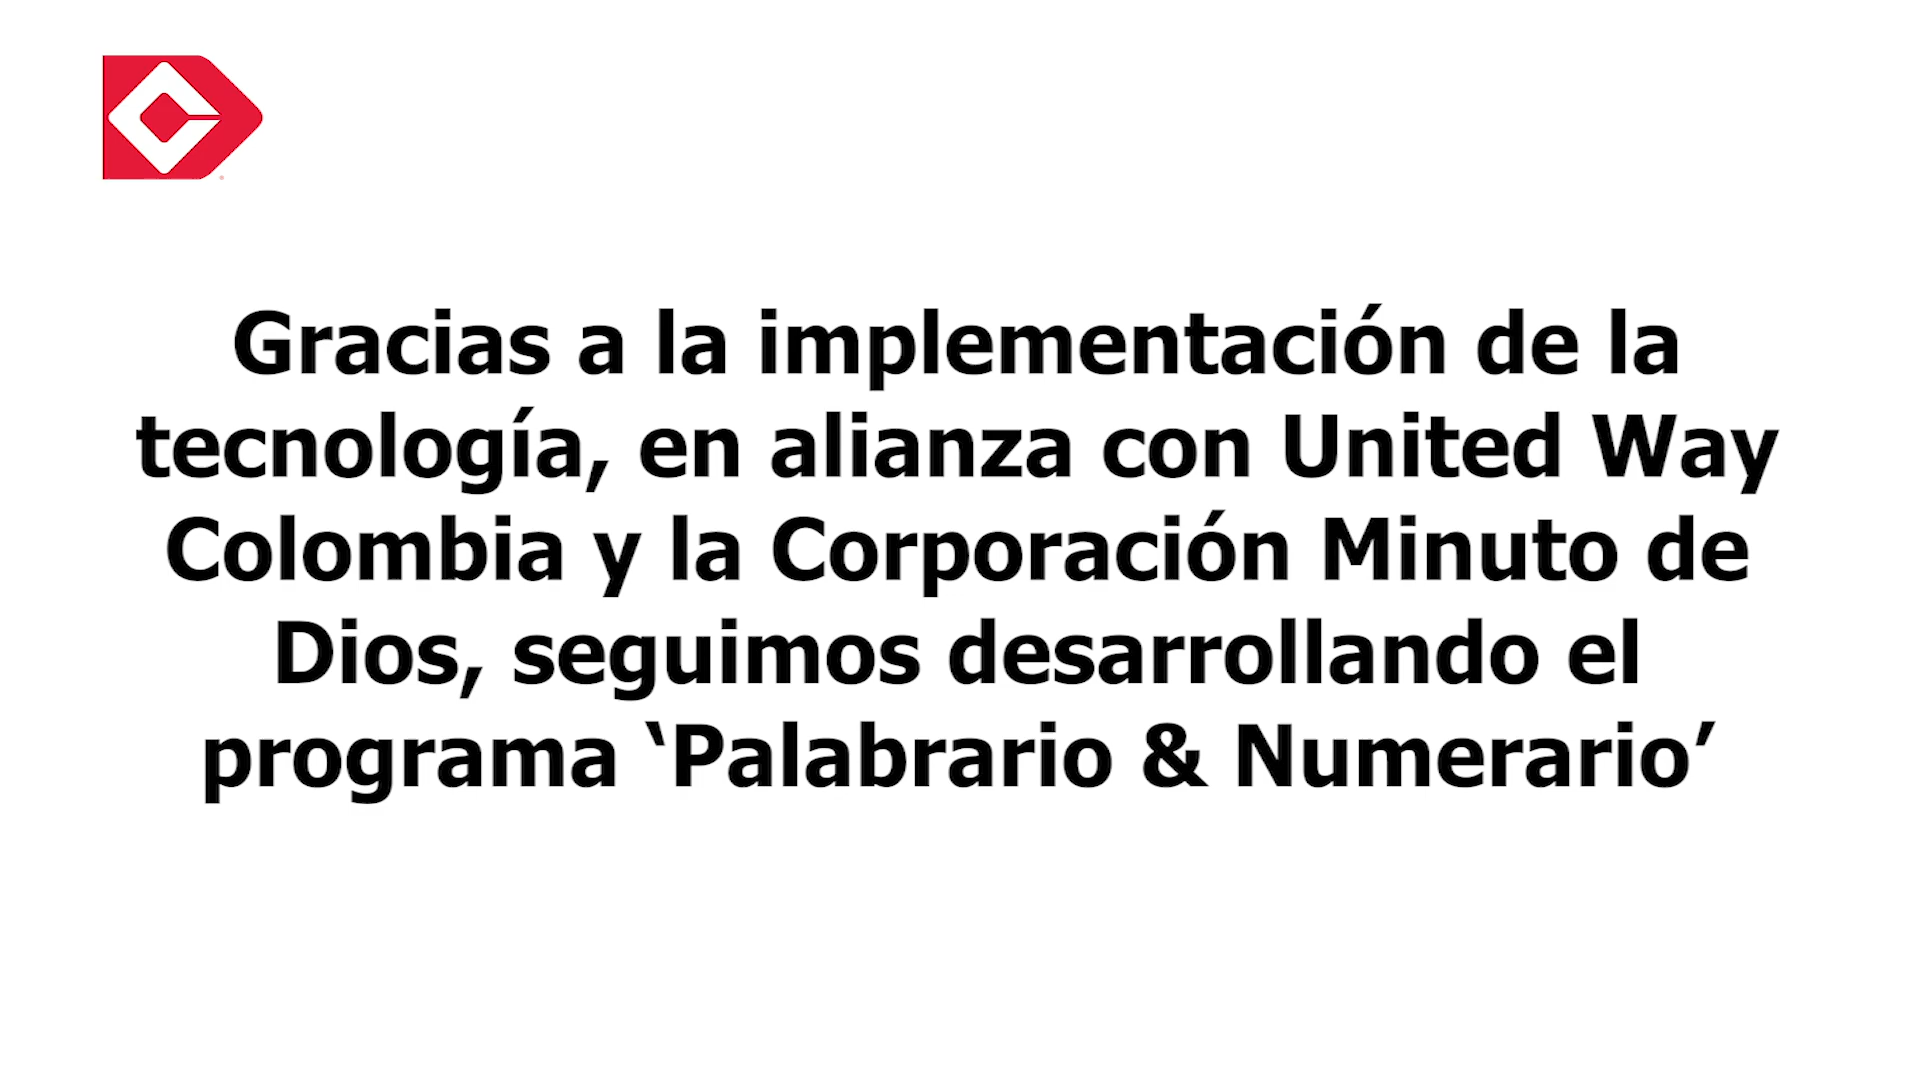 Gracias a la implementación de la
tecnología, en alianza con United Way
Colombia y la Corporación Minuto de
Dios, seguimos desarrollando el
programa ‘Palabrario & Numerario’